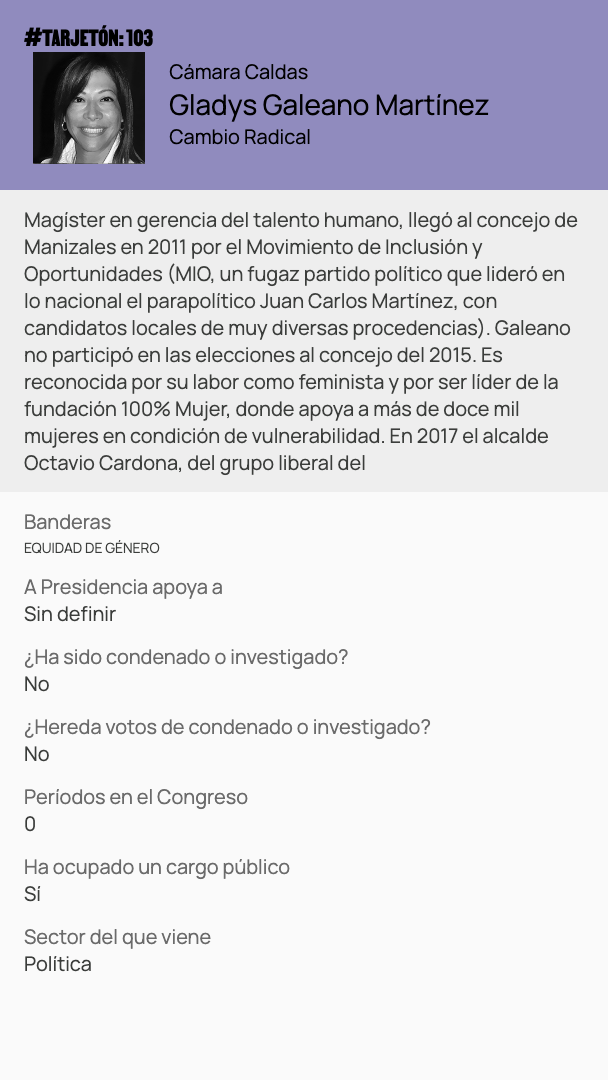 #TARJETÓN: 103
Cámara Caldas
Gladys Galeano Martínez
Cambio Radical
Magíster en gerencia del talento humano, llegó al concejo de
Manizales en 2011 por el Movimiento de Inclusión y
Oportunidades (MIO, un fugaz partido político que lideró en
lo nacional el parapolítico Juan Carlos Martínez, con
candidatos locales de muy diversas procedencias). Galeano
no participó en las elecciones al concejo del 2015. Es
reconocida por su labor como feminista y por ser líder de la
fundación 100% Mujer, donde apoya a más de doce mil
mujeres en condición de vulnerabilidad. En 2017 el alcalde
Octavio Cardona, del grupo liberal del
Banderas
EQUIDAD DE GÉNERO
A Presidencia apoya a
Sin definir
¿Ha sido condenado o investigado?
No
¿Hereda votos de condenado o investigado?
No
Períodos en el Congreso
0
Ha ocupado un cargo público
Sí
Sector del que viene
Política